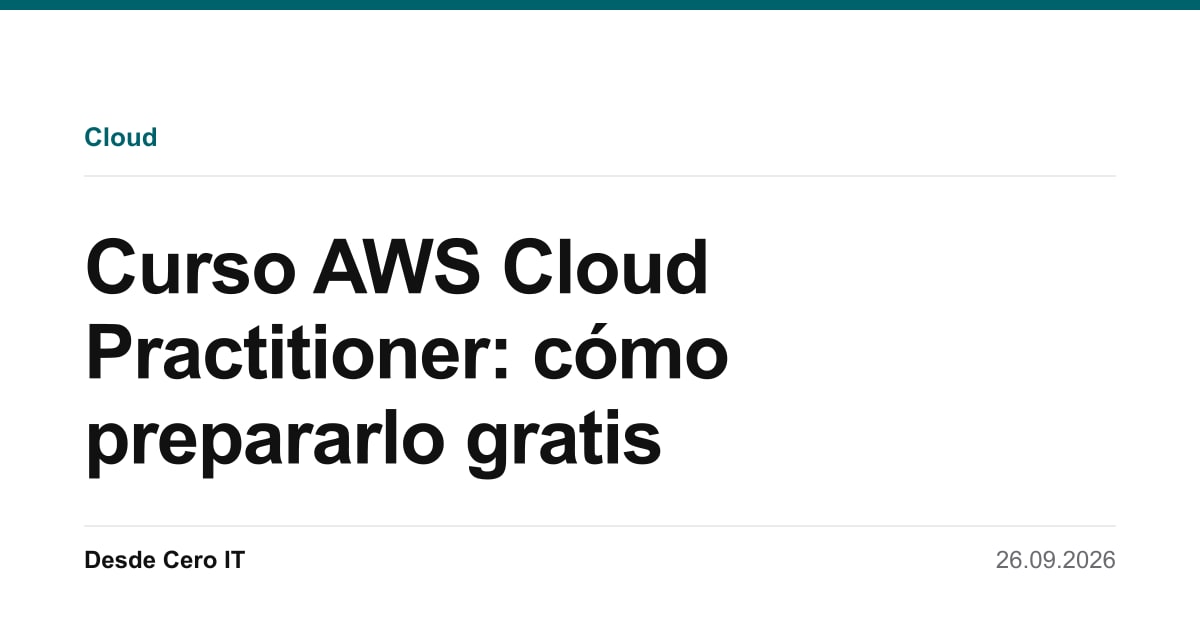 Cloud
Curso AWS Cloud
Practitioner: cómo
prepararlo gratis
Desde Cero IT
26.09.2026